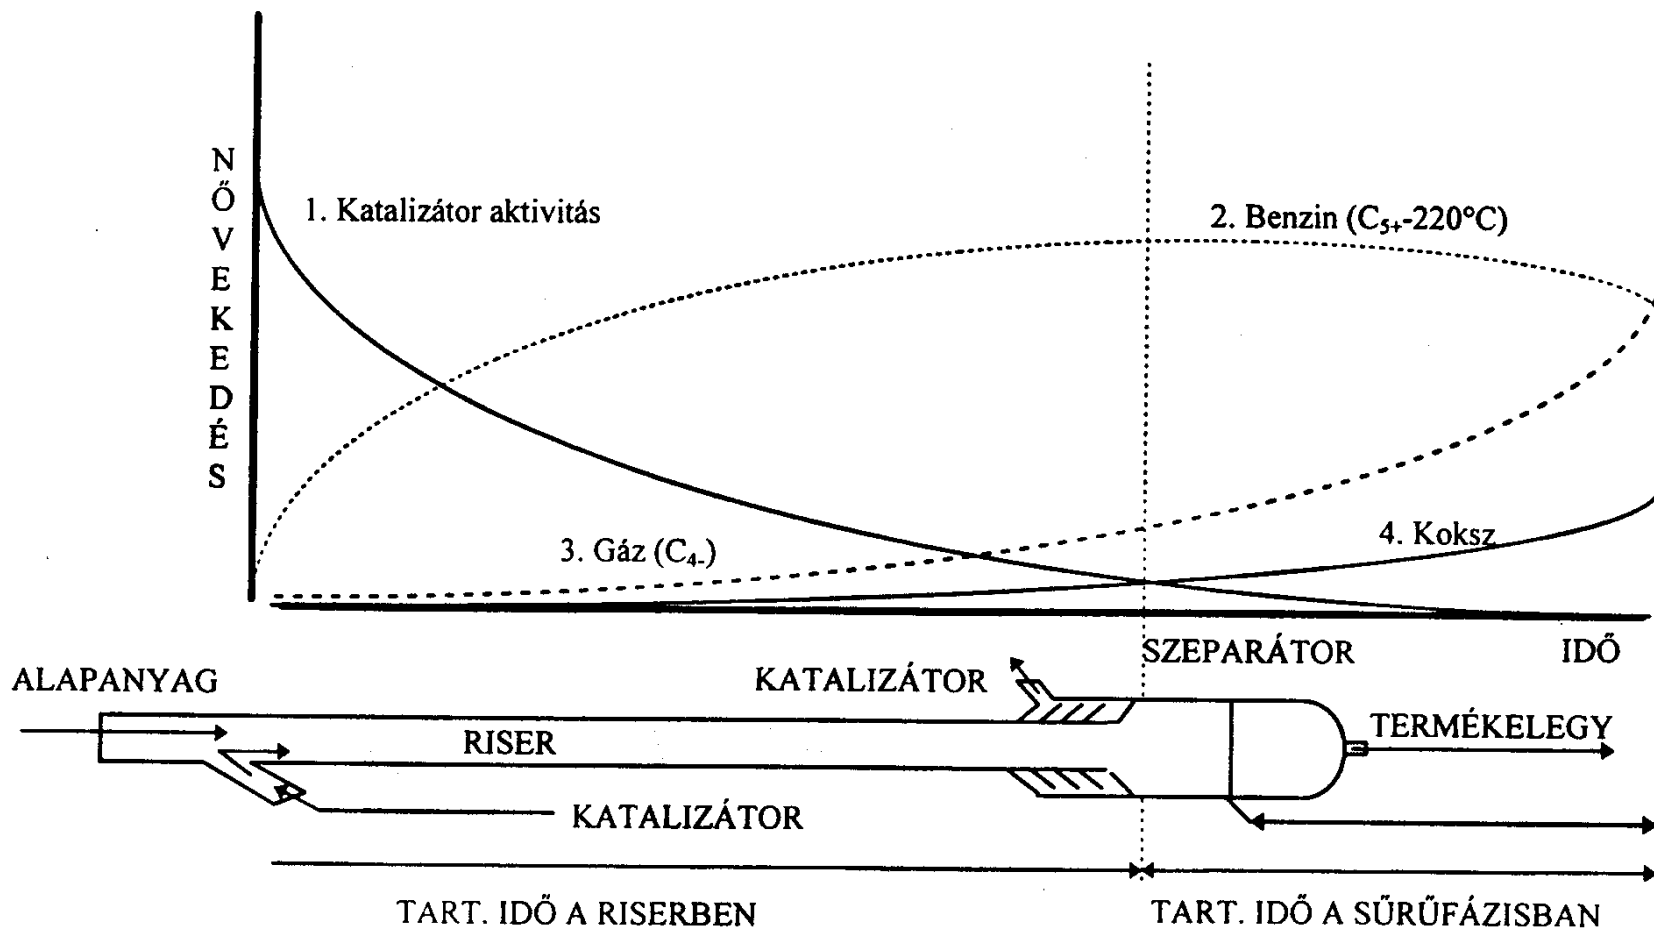 NÖVEKEDÉS
1. Katalizátor aktivitás
2. Benzin (C5+-220°C)
3. Gáz (C4-)
4. Koksz
SZEPARÁTOR
IDŐ
ALAPANYAG
KATALIZÁTOR
RISER
TERMÉKELEGY
KATALIZÁTOR
TART. IDŐ A RISERBEN
TART. IDŐ A SŰRŰFÁZISBAN